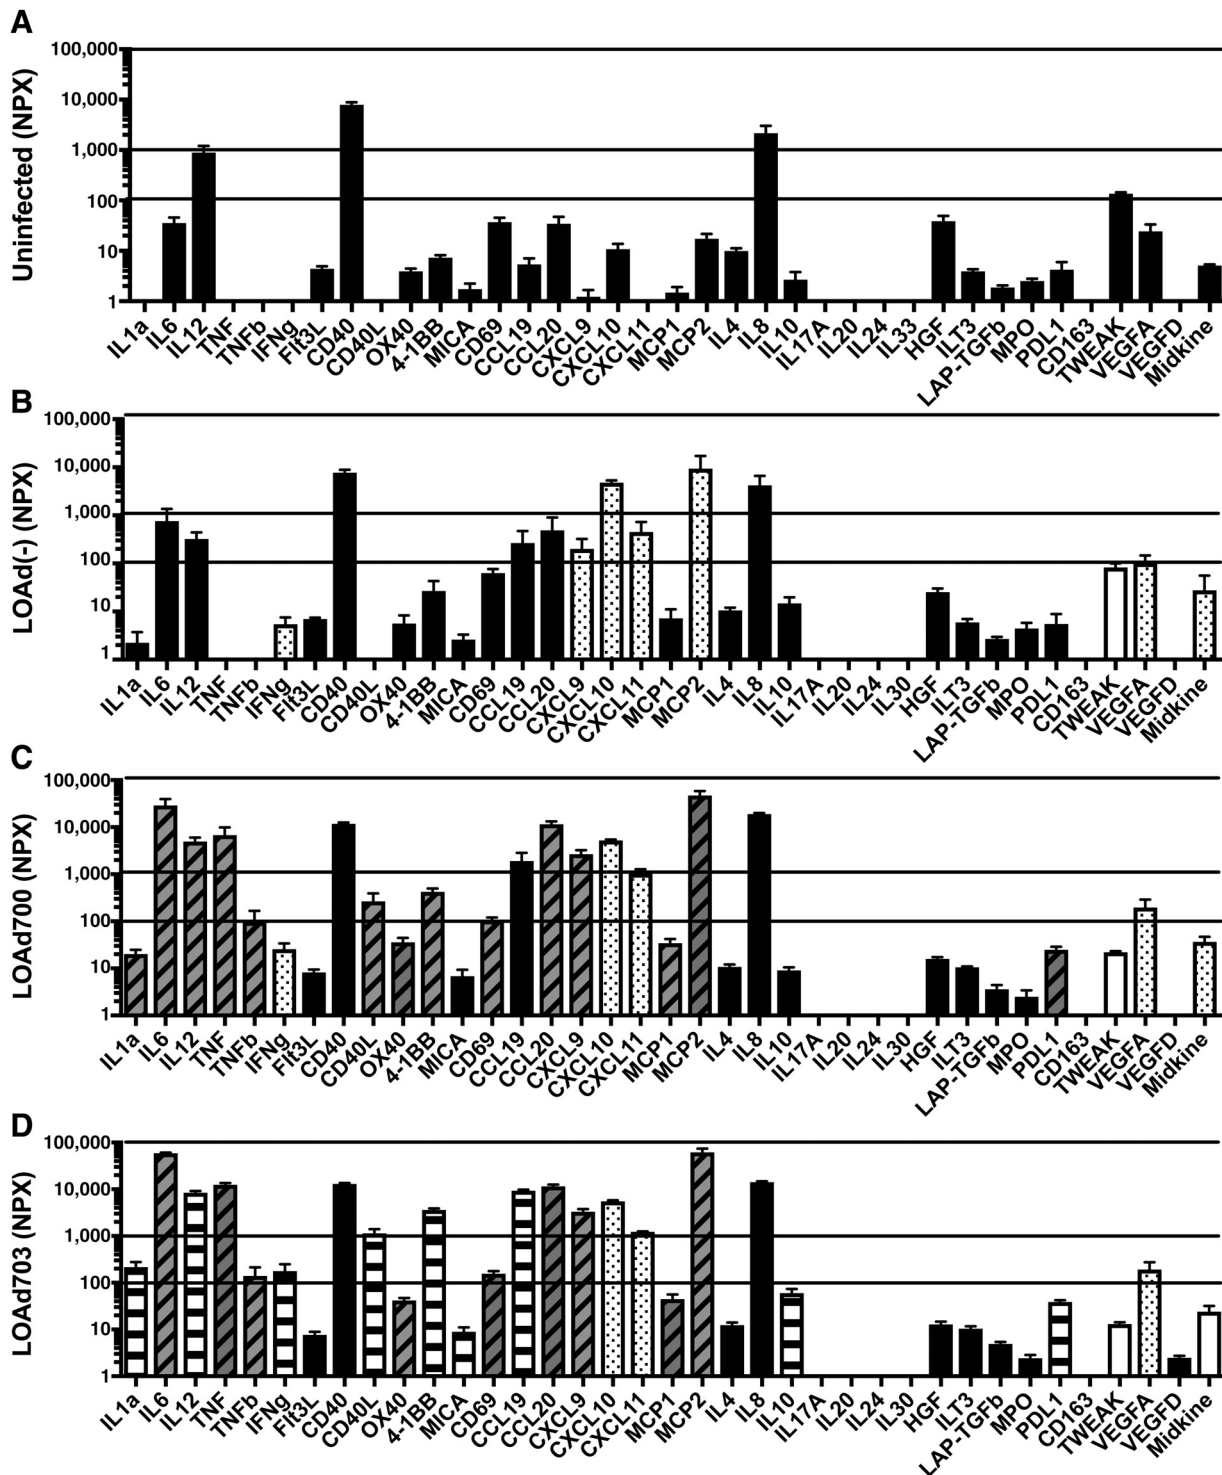 A
Uninfected (NPX)
100,000
10,000
1,000
100
10
1
IL1a IL6 IL12 TNF TNFb IFNg Flt3L CD40 CD40L OX40 4-1BB MICA CD69 CCL19 CCL20 CXCL9 CXCL10 CXCL11 MCP1 MCP2 IL4 IL8 IL10 IL17A IL20 IL24 IL33 HGF ILT3 LAP-TGFb MPO PDL1 CD163 TWEAK VEGFA VEGFD Midkine
B
LOAd(-) (NPX)
100,000
10,000
1,000
100
10
1
IL1a IL6 IL12 TNF TNFb IFNg Flt3L CD40 CD40L OX40 4-1BB MICA CD69 CCL19 CCL20 CXCL9 CXCL10 CXCL11 MCP1 MCP2 IL4 IL8 IL10 IL17A IL20 IL24 IL30 HGF ILT3 LAP-TGFb MPO PDL1 CD163 TWEAK VEGFA VEGFD Midkine
C
LOAd700 (NPX)
100,000
10,000
1,000
100
10
1
IL1a IL6 IL12 TNF TNFb IFNg Flt3L CD40 CD40L OX40 4-1BB MICA CD69 CCL19 CCL20 CXCL9 CXCL10 CXCL11 MCP1 MCP2 IL4 IL8 IL10 IL17A IL20 IL24 IL30 HGF ILT3 LAP-TGFb MPO PDL1 CD163 TWEAK VEGFA VEGFD Midkine
D
LOAd703 (NPX)
100,000
10,000
1,000
100
10
1
IL1a IL6 IL12 TNF TNFb IFNg Flt3L CD40 CD40L OX40 4-1BB MICA CD69 CCL19 CCL20 CXCL9 CXCL10 CXCL11 MCP1 MCP2 IL4 IL8 IL10 IL17A IL20 IL24 IL30 HGF ILT3 LAP-TGFb MPO PDL1 CD163 TWEAK VEGFA VEGFD Midkine